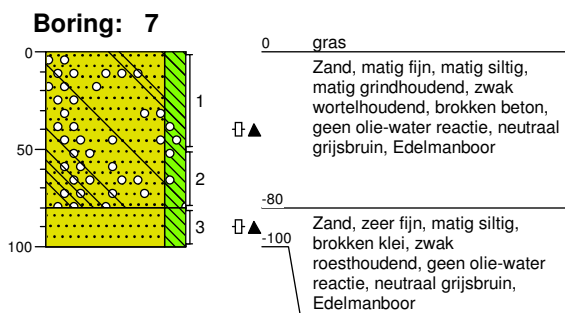 Boring: 7
0
50
100
1
2
3
0 gras
Zand, matig fijn, matig siltig,
matig grindhoudend, zwak
wortelhoudend, brokken beton,
geen olie-water reactie, neutraal
grijsbruin, Edelmanboor
-80
Zand, zeer fijn, matig siltig,
brokken klei, zwak
roesthoudend, geen olie-water
reactie, neutraal grijsbruin,
Edelmanboor
-100